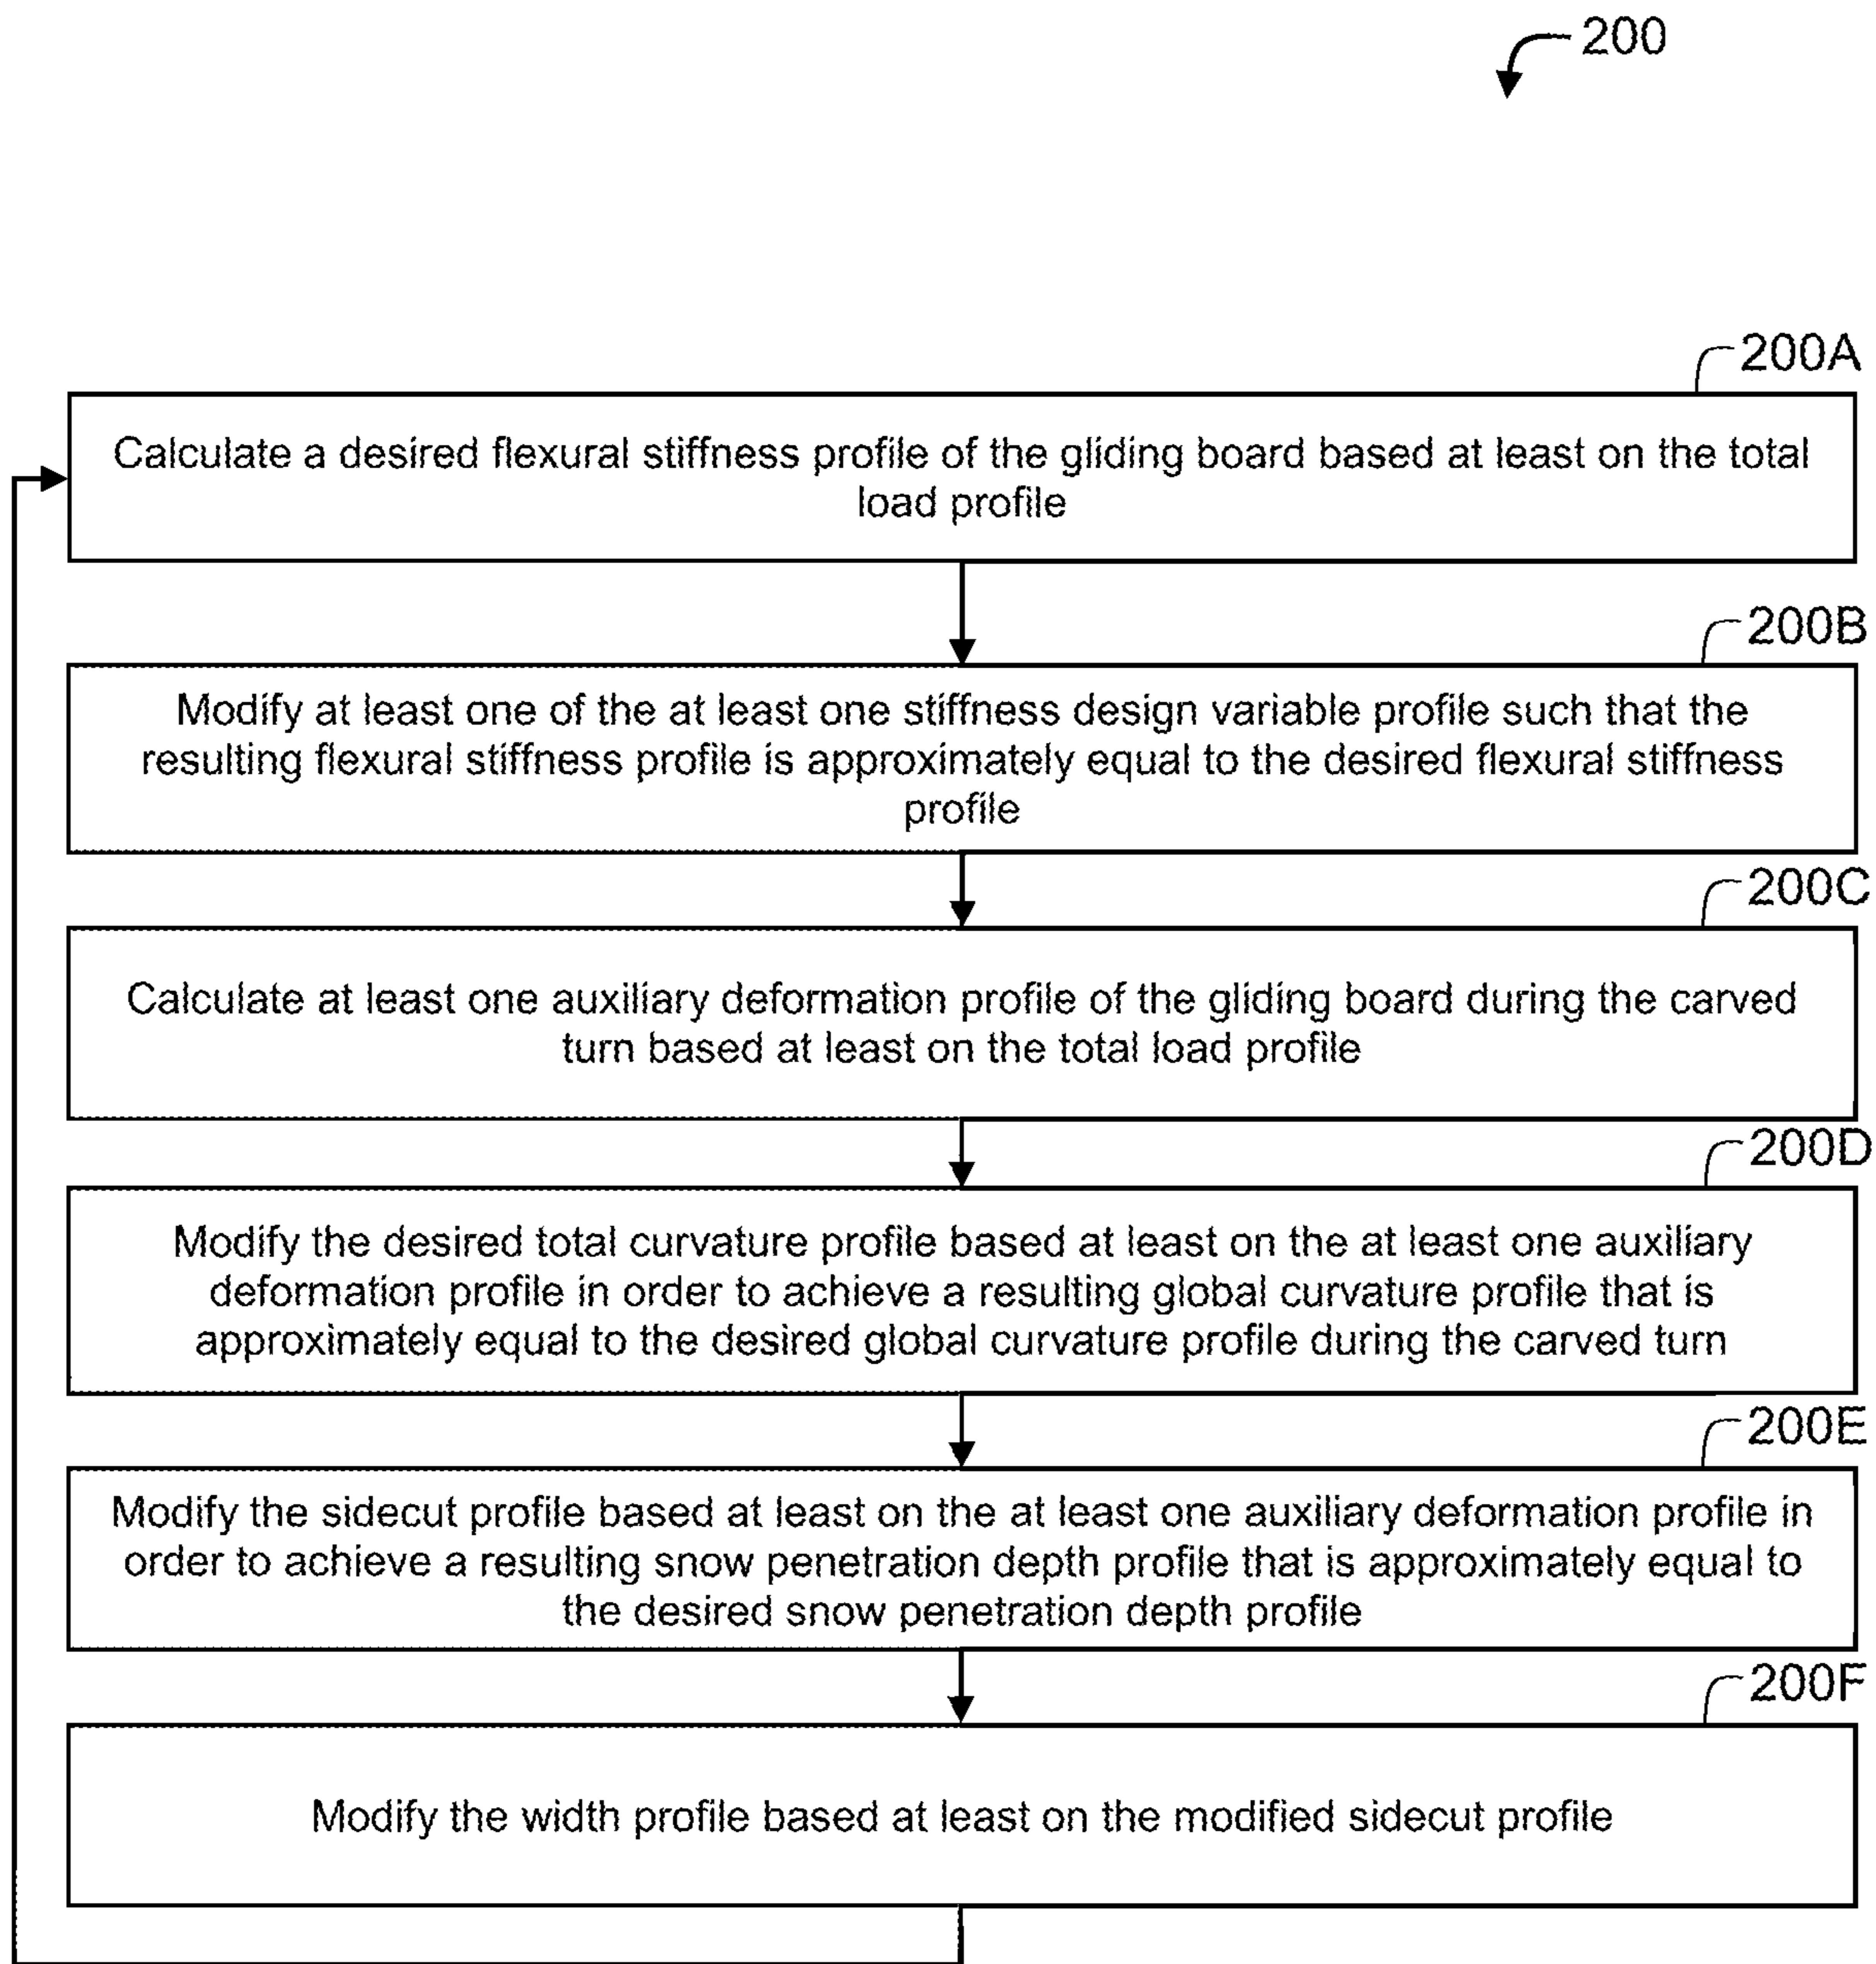 200
200A
Calculate a desired flexural stiffness profile of the gliding board based at least on the total
load profile
200B
Modify at least one of the at least one stiffness design variable profile such that the
resulting flexural stiffness profile is approximately equal to the desired flexural stiffness
profile
200C
Calculate at least one auxiliary deformation profile of the gliding board during the carved
turn based at least on the total load profile
200D
Modify the desired total curvature profile based at least on the at least one auxiliary
deformation profile in order to achieve a resulting global curvature profile that is
approximately equal to the desired global curvature profile during the carved turn
200E
Modify the sidecut profile based at least on the at least one auxiliary deformation profile in
order to achieve a resulting snow penetration depth profile that is approximately equal to
the desired snow penetration depth profile
200F
Modify the width profile based at least on the modified sidecut profile